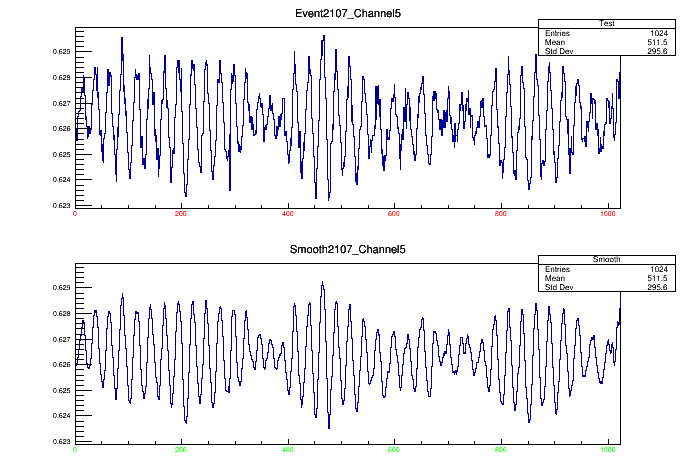 Event2107_Channel5
Test
Entries 1024
Mean 511.5
Std Dev 295.6
0.629
0.628
0.627
0.626
0.625
0.624
0.623
0 200 400 600 800 1000
Smooth2107_Channel5
Smooth
Entries 1024
Mean 511.5
Std Dev 295.6
0.629
0.628
0.627
0.626
0.625
0.624
0.623
0 200 400 600 800 1000